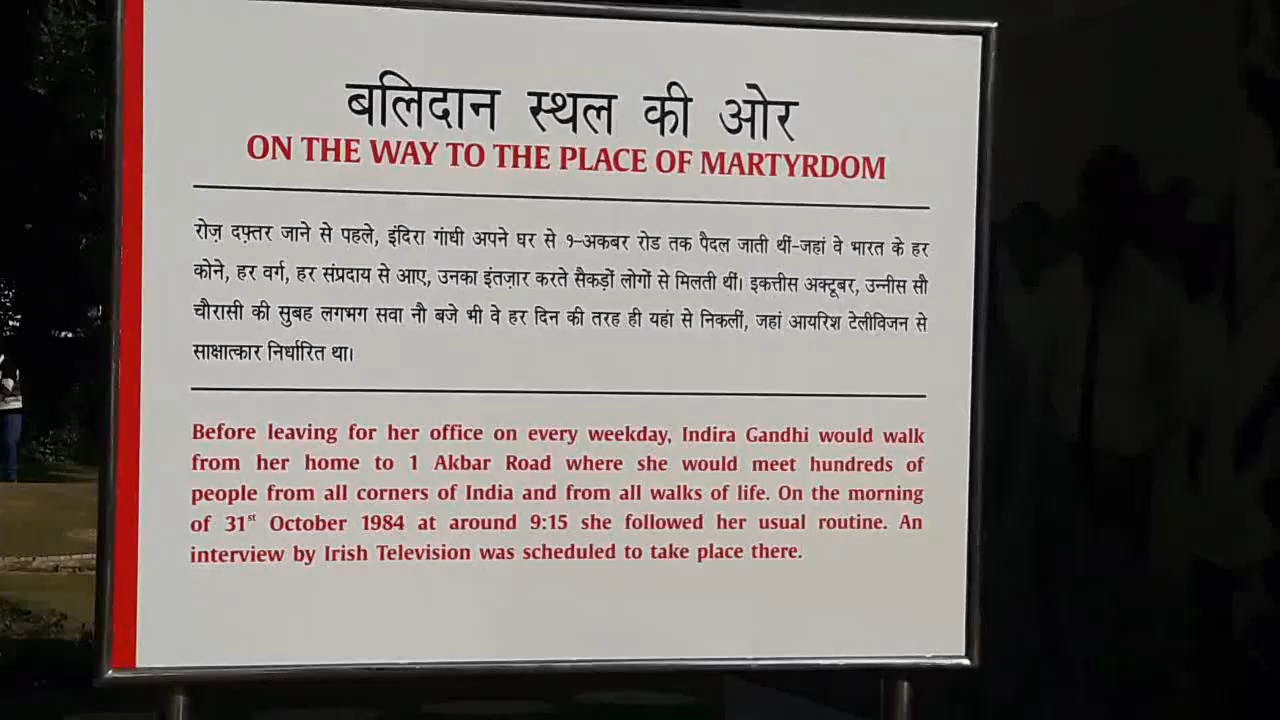 बलिदान स्थल की ओर
ON THE WAY TO THE PLACE OF MARTYRDOM
रोज़ दफ़्तर जाने से पहले, इंदिरा गांधी अपने घर से १-अकबर रोड तक पैदल जाती थीं-जहां वे भारत के हर
कोने, हर वर्ग, हर संप्रदाय से आए, उनका इंतज़ार करते सैकड़ों लोगों से मिलती थीं। इकत्तीस अक्टूबर, उन्नीस सौ
चौरासी की सुबह लगभग सवा नौ बजे भी वे हर दिन की तरह ही यहां से निकलीं, जहां आयरिश टेलीविजन से
साक्षात्कार निर्धारित था।
Before leaving for her office on every weekday, Indira Gandhi would walk
from her home to 1 Akbar Road where she would meet hundreds of
people from all corners of India and from all walks of life. On the morning
of 31st October 1984 at around 9:15 she followed her usual routine. An
interview by Irish Television was scheduled to take place there.